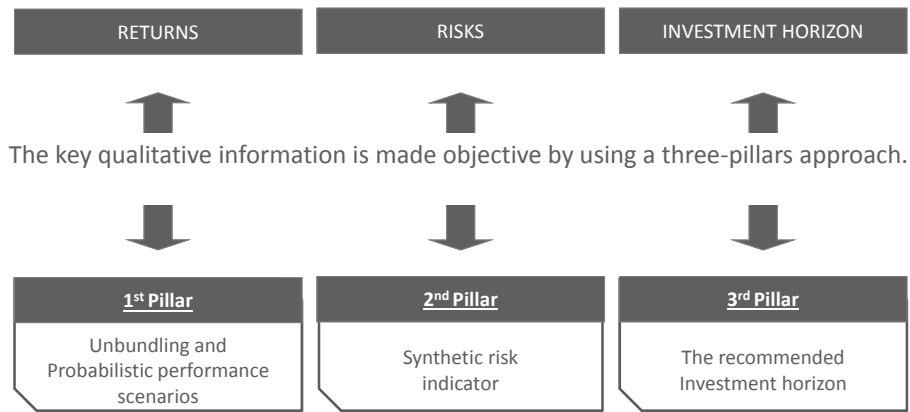 RETURNS
RISKS
INVESTMENT HORIZON
The key qualitative information is made objective by using a three-pillars approach.
1st Pillar
Unbundling and
Probabilistic performance
scenarios
2nd Pillar
Synthetic risk
indicator
3rd Pillar
The recommended
Investment horizon